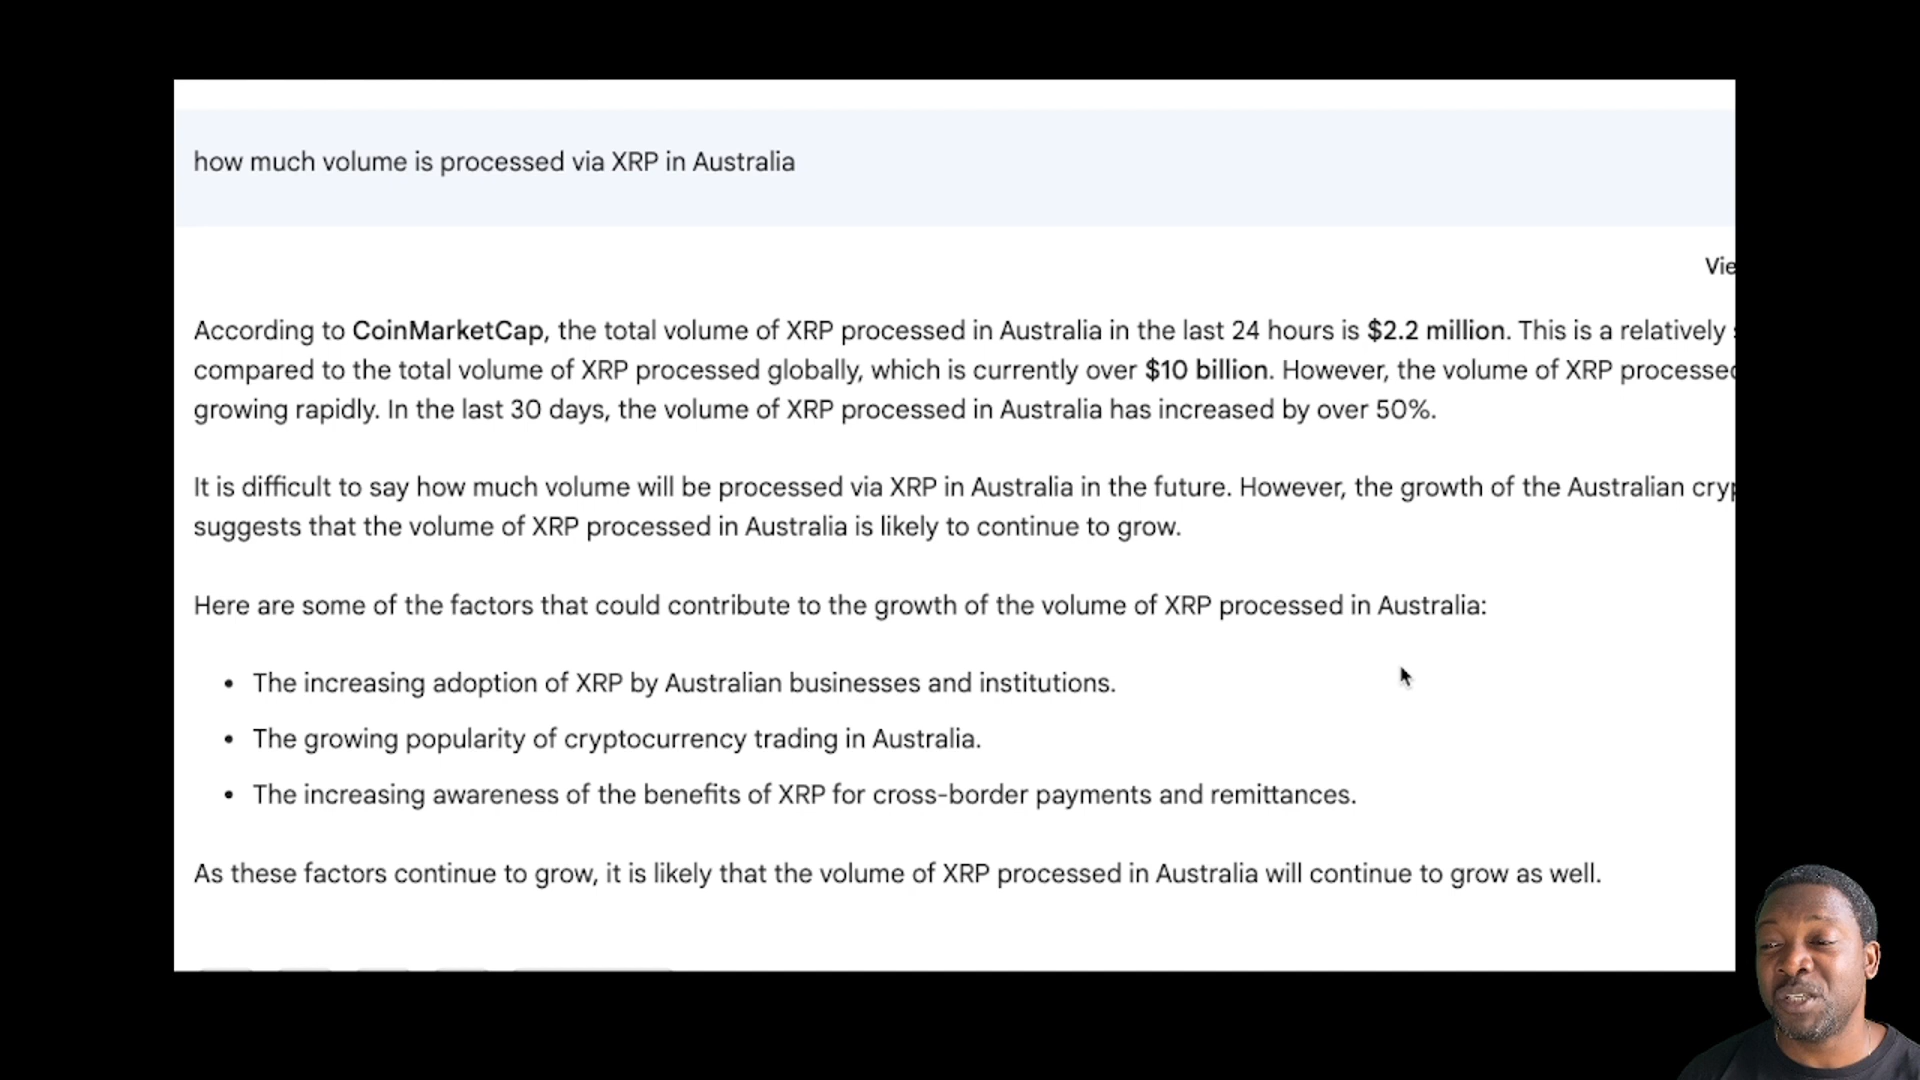 how much volume is processed via XRP in Australia
Vie
According to CoinMarketCap, the total volume of XRP processed in Australia in the last 24 hours is $2.2 million. This is a relatively
compared to the total volume of XRP processed globally, which is currently over $10 billion. However, the volume of XRP processed
growing rapidly. In the last 30 days, the volume of XRP processed in Australia has increased by over 50%.
It is difficult to say how much volume will be processed via XRP in Australia in the future. However, the growth of the Australian cryp
suggests that the volume of XRP processed in Australia is likely to continue to grow.
Here are some of the factors that could contribute to the growth of the volume of XRP processed in Australia:
• The increasing adoption of XRP by Australian businesses and institutions.
• The growing popularity of cryptocurrency trading in Australia.
• The increasing awareness of the benefits of XRP for cross-border payments and remittances.
As these factors continue to grow, it is likely that the volume of XRP processed in Australia will continue to grow as well.